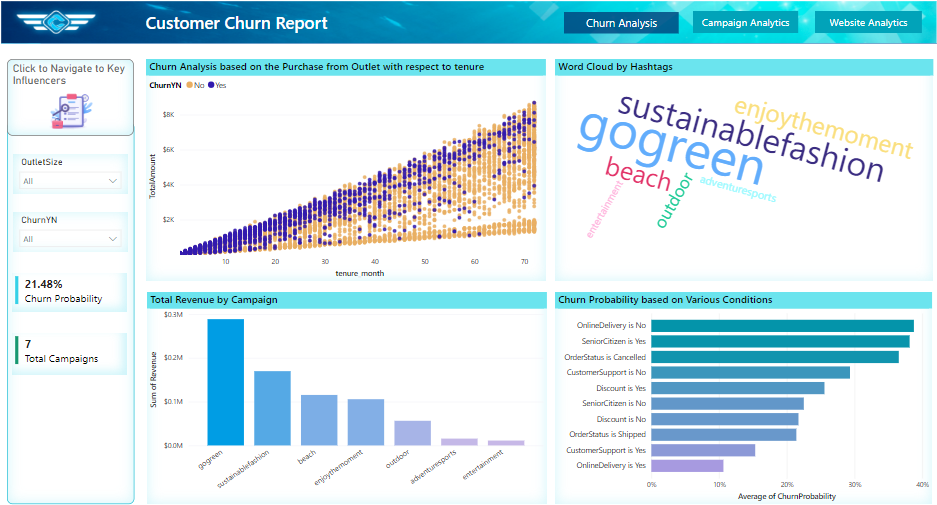 Customer Churn Report
Churn Analysis
Campaign Analytics
Website Analytics
Click to Navigate to Key
Influencers
OutletSize
All
ChurnYN
All
21.48%
Churn Probability
7
Total Campaigns
Churn Analysis based on the Purchase from Outlet with respect to tenure
ChurnYN No Yes
TotalAmount
$8K
$6K
$4K
$2K
10 20 30 40 50 60 70
tenure_month
Word Cloud by Hashtags
sustainablefashion
enjoythemoment
gogreen
beach
outdoor
adventuresports
entertainment
Total Revenue by Campaign
Sum of Revenue
$0.3M
$0.2M
$0.1M
$0.0M
gogreen
sustainablefashion
beach
enjoythemoment
outdoor
adventuresports
entertainment
Churn Probability based on Various Conditions
OnlineDelivery is No
SeniorCitizen is Yes
OrderStatus is Cancelled
CustomerSupport is No
Discount is Yes
SeniorCitizen is No
Discount is No
OrderStatus is Shipped
CustomerSupport is Yes
OnlineDelivery is Yes
0% 10% 20% 30% 40%
Average of ChurnProbability